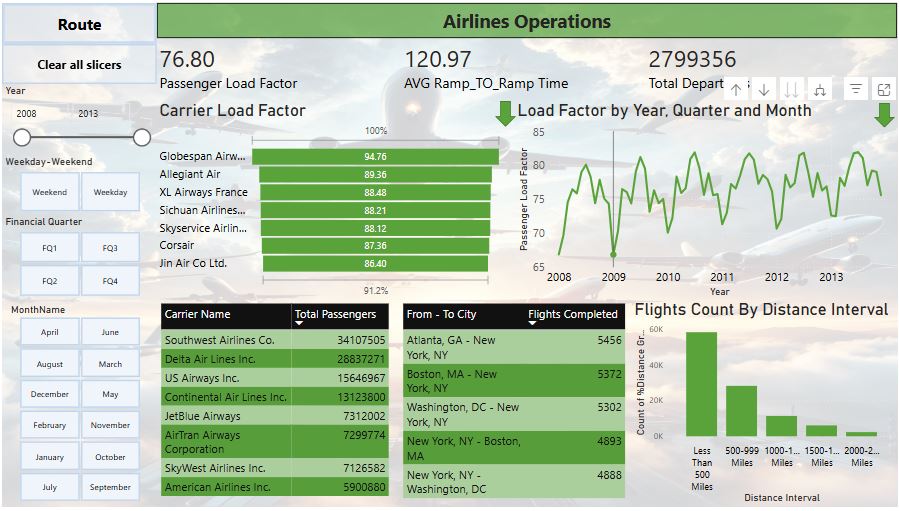 Route
Clear all slicers
Year
2008 2013
Weekday-Weekend
Weekend Weekday
Financial Quarter
FQ1 FQ3
FQ2 FQ4
MonthName
April June
August March
December May
February November
January October
July September
Airlines Operations
76.80
Passenger Load Factor
120.97
AVG Ramp_TO_Ramp Time
2799356
Total Depart s
Carrier Load Factor
100%
Globespan Airw... 94.76
Allegiant Air 89.36
XL Airways France 88.48
Sichuan Airlines... 88.21
Skyservice Airlin... 88.12
Corsair 87.36
Jin Air Co Ltd. 86.40
91.2%
Load Factor by Year, Quarter and Month
Passenger Load Factor
85
80
75
70
65
2008 2009 2010 2011 2012 2013
Year
Carrier Name Total Passengers
Southwest Airlines Co. 34107505
Delta Air Lines Inc. 28837271
US Airways Inc. 15646967
Continental Air Lines Inc. 13123800
JetBlue Airways 7312002
AirTran Airways
Corporation 7299774
SkyWest Airlines Inc. 7126582
American Airlines Inc. 5900880
From - To City Flights Completed
Atlanta, GA - New 5456
York, NY
Boston, MA - New 5372
York, NY
Washington, DC - New 5302
York, NY
New York, NY - Boston, 4893
MA
New York, NY - 4888
Washington, DC
Flights Count By Distance Interval
Count of %Distance Gr...
60K
40K
20K
0K
Less
Than
500
Miles
500-999
Miles
1000-1...
Miles
1500-1...
Miles
2000-2...
Miles
Distance Interval